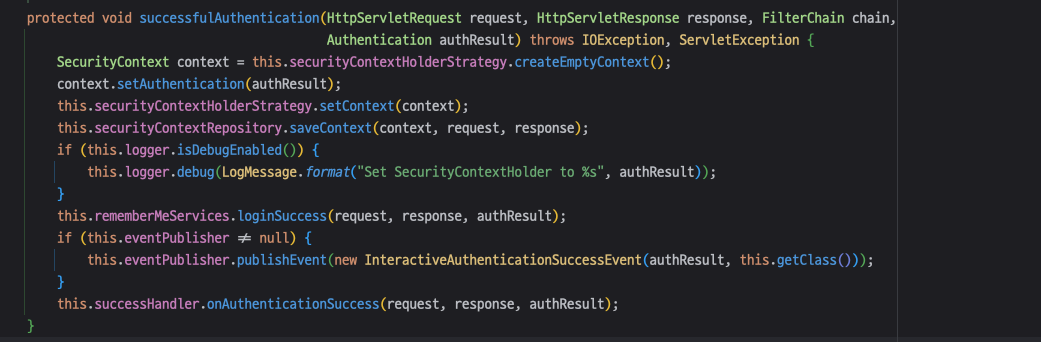 protected void successfulAuthentication(HttpServletRequest request, HttpServletResponse response, FilterChain chain,
Authentication authResult) throws IOException, ServletException {
SecurityContext context = this.securityContextHolderStrategy.createEmptyContext();
context.setAuthentication(authResult);
this.securityContextHolderStrategy.setContext(context);
this.securityContextRepository.saveContext(context, request, response);
if (this.logger.isDebugEnabled()) {
this.logger.debug(LogMessage.format("Set SecurityContextHolder to %s", authResult));
}
this.rememberMeServices.loginSuccess(request, response, authResult);
if (this.eventPublisher ≠ null) {
this.eventPublisher.publishEvent(new InteractiveAuthenticationSuccessEvent(authResult, this.getClass()));
}
this.successHandler.onAuthenticationSuccess(request, response, authResult);
}